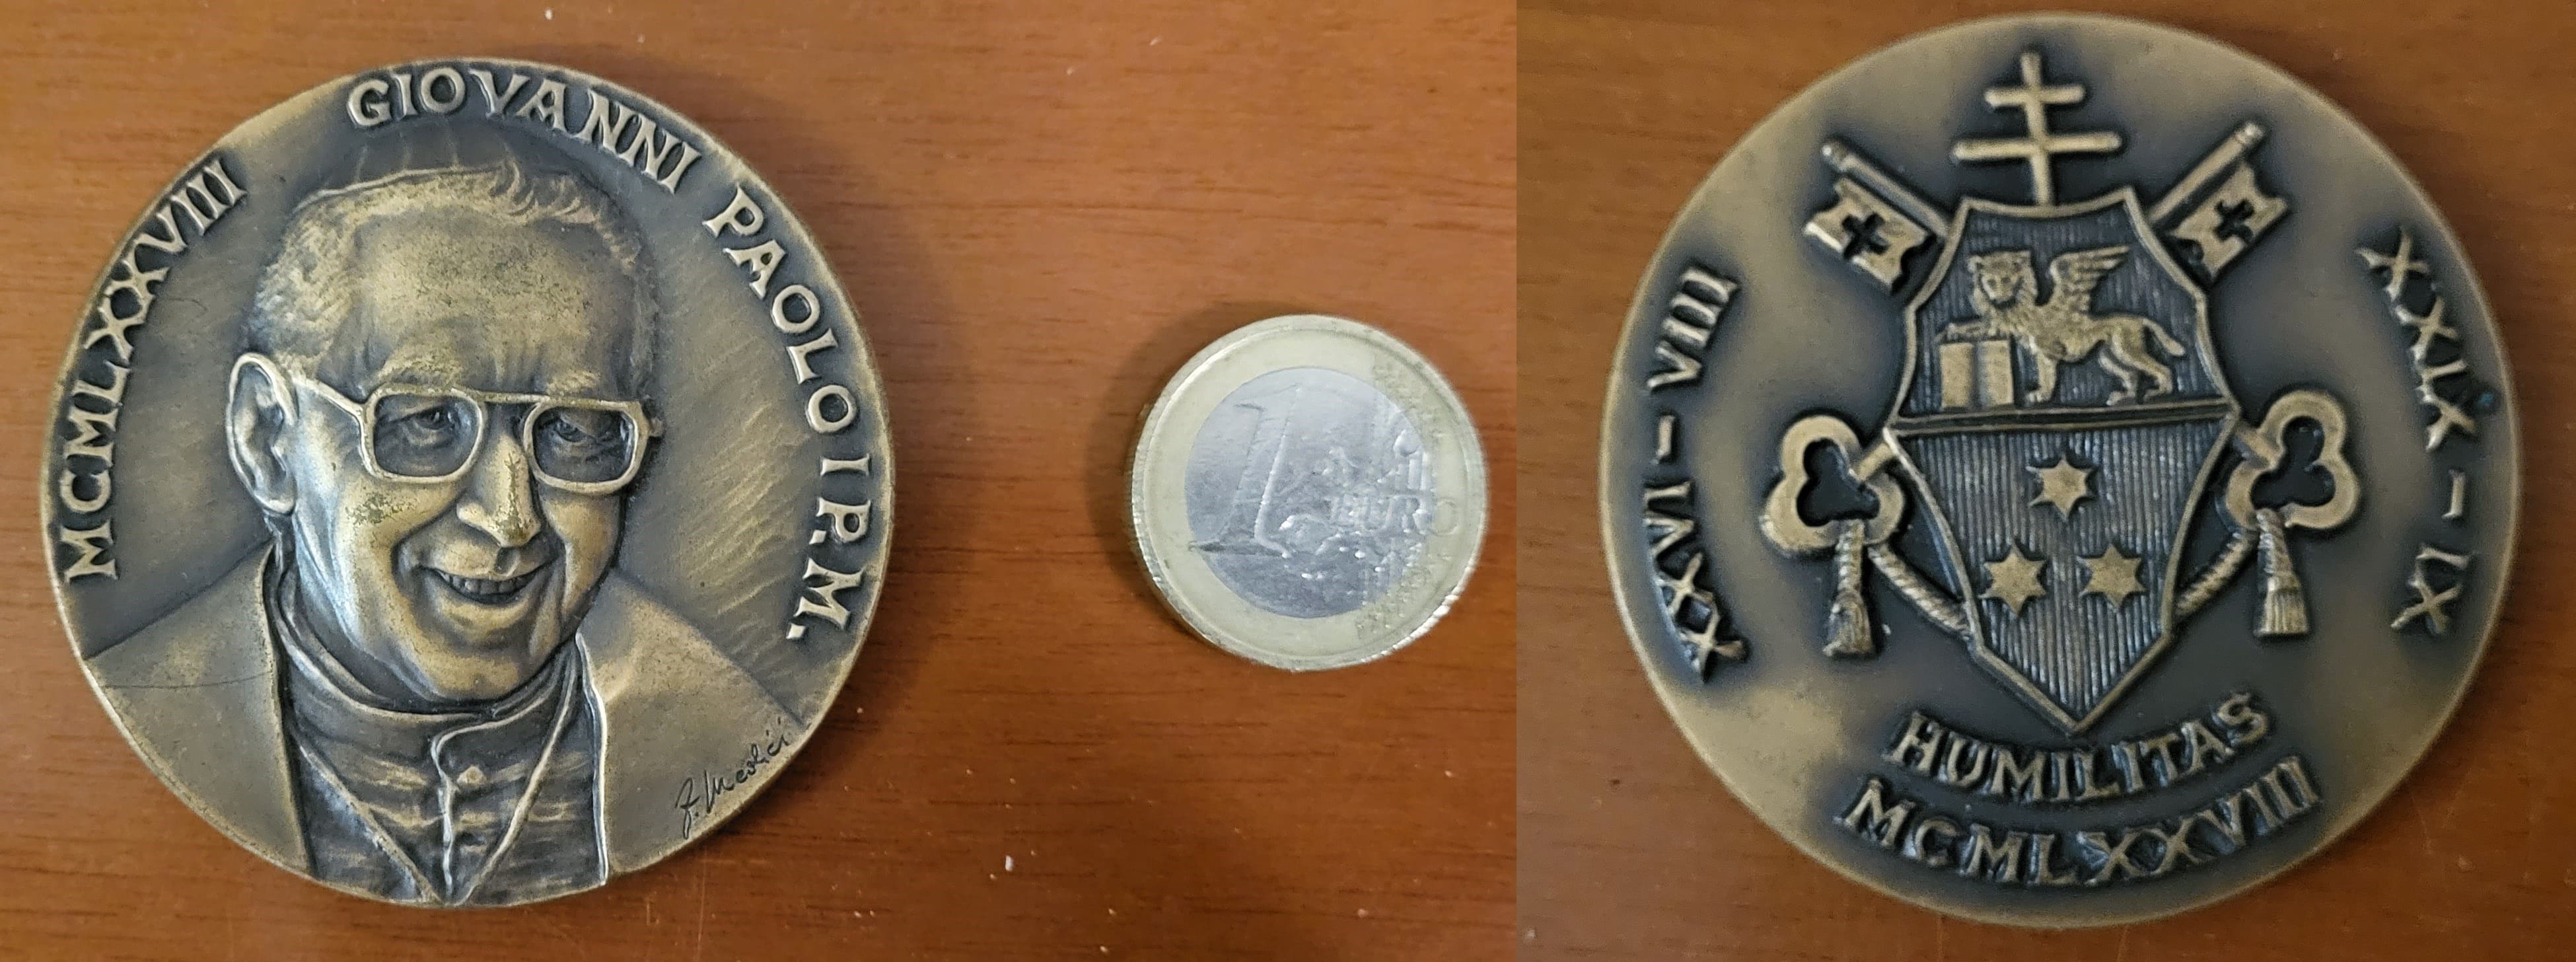 MCMLXXVIII GIOVANNI PAOLO I P.M.
1
EURO
XXVI - VIII
XXIX - IX
HUMILITAS
MCMLXXVIII